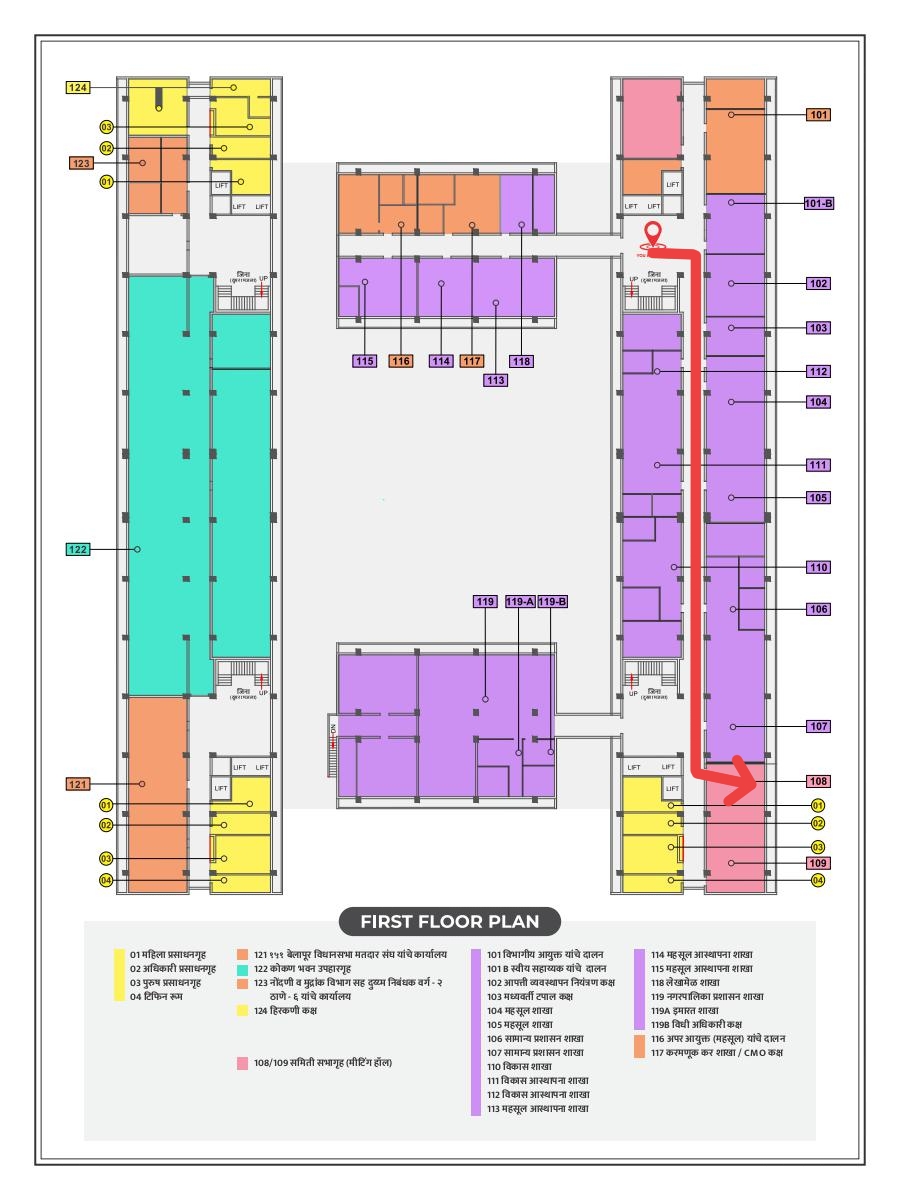 124
03
02
123
01
LIFT
LIFT LIFT
जिना
(दुसरा मजला)
UP
122
121
जिना
(दुसरा मजला)
UP
LIFT LIFT
LIFT
01
02
03
04
115
116
114
117
113
118
119
119-A
119-B
DN
101
101-B
LIFT
LIFT LIFT
UP
जिना
(दुसरा मजला)
102
103
112
104
111
105
110
106
UP
जिना
(दुसरा मजला)
107
LIFT LIFT
LIFT
108
01
02
03
109
04
FIRST FLOOR PLAN
01 महिला प्रसाधनगृह
02 अधिकारी प्रसाधनगृह
03 पुरुष प्रसाधनगृह
04 टिफिन रूम
121 १५१ बेलापूर विधानसभा मतदार संघ यांचे कार्यालय
122 कोकण भवन उपहारगृह
123 नोंदणी व मुद्रांक विभाग सह दुय्यम निबंधक वर्ग - २
ठाणे - ६ यांचे कार्यालय
124 हिरकणी कक्ष
108/109 समिती सभागृह (मीटिंग हॉल)
101 विभागीय आयुक्त यांचे दालन
101 B स्वीय सहाय्यक यांचे दालन
102 आपत्ती व्यवस्थापन नियंत्रण कक्ष
103 मध्यवर्ती टपाल कक्ष
104 महसूल शाखा
105 महसूल शाखा
106 सामान्य प्रशासन शाखा
107 सामान्य प्रशासन शाखा
110 विकास शाखा
111 विकास आस्थापना शाखा
112 विकास आस्थापना शाखा
113 महसूल आस्थापना शाखा
114 महसूल आस्थापना शाखा
115 महसूल आस्थापना शाखा
118 लेखामेळ शाखा
119 नगरपालिका प्रशासन शाखा
119A इमारत शाखा
119B विधी अधिकारी कक्ष
116 अपर आयुक्त (महसूल) यांचे दालन
117 करमणूक कर शाखा / CMO कक्ष